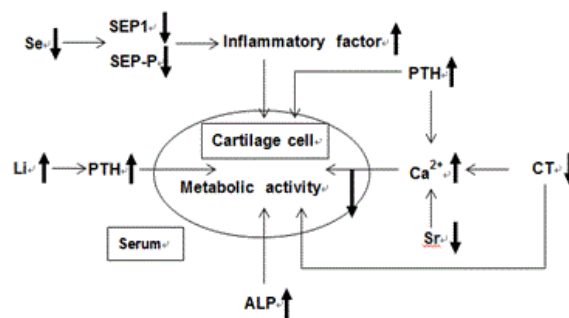 SEP1
Se
SEP-P
Inflammatory factor
PTH
Cartilage cell
Li
PTH
Metabolic activity
Ca²⁺
CT
Serum
Sr
ALP